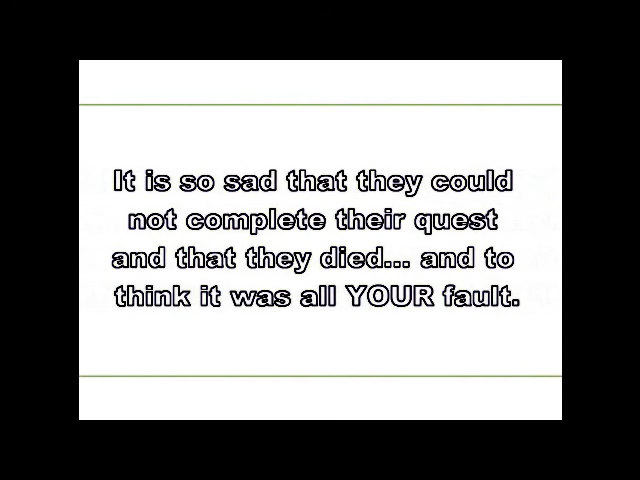 It is so sad that they could
not complete their quest
and that they died... and to
think it was all YOUR fault.